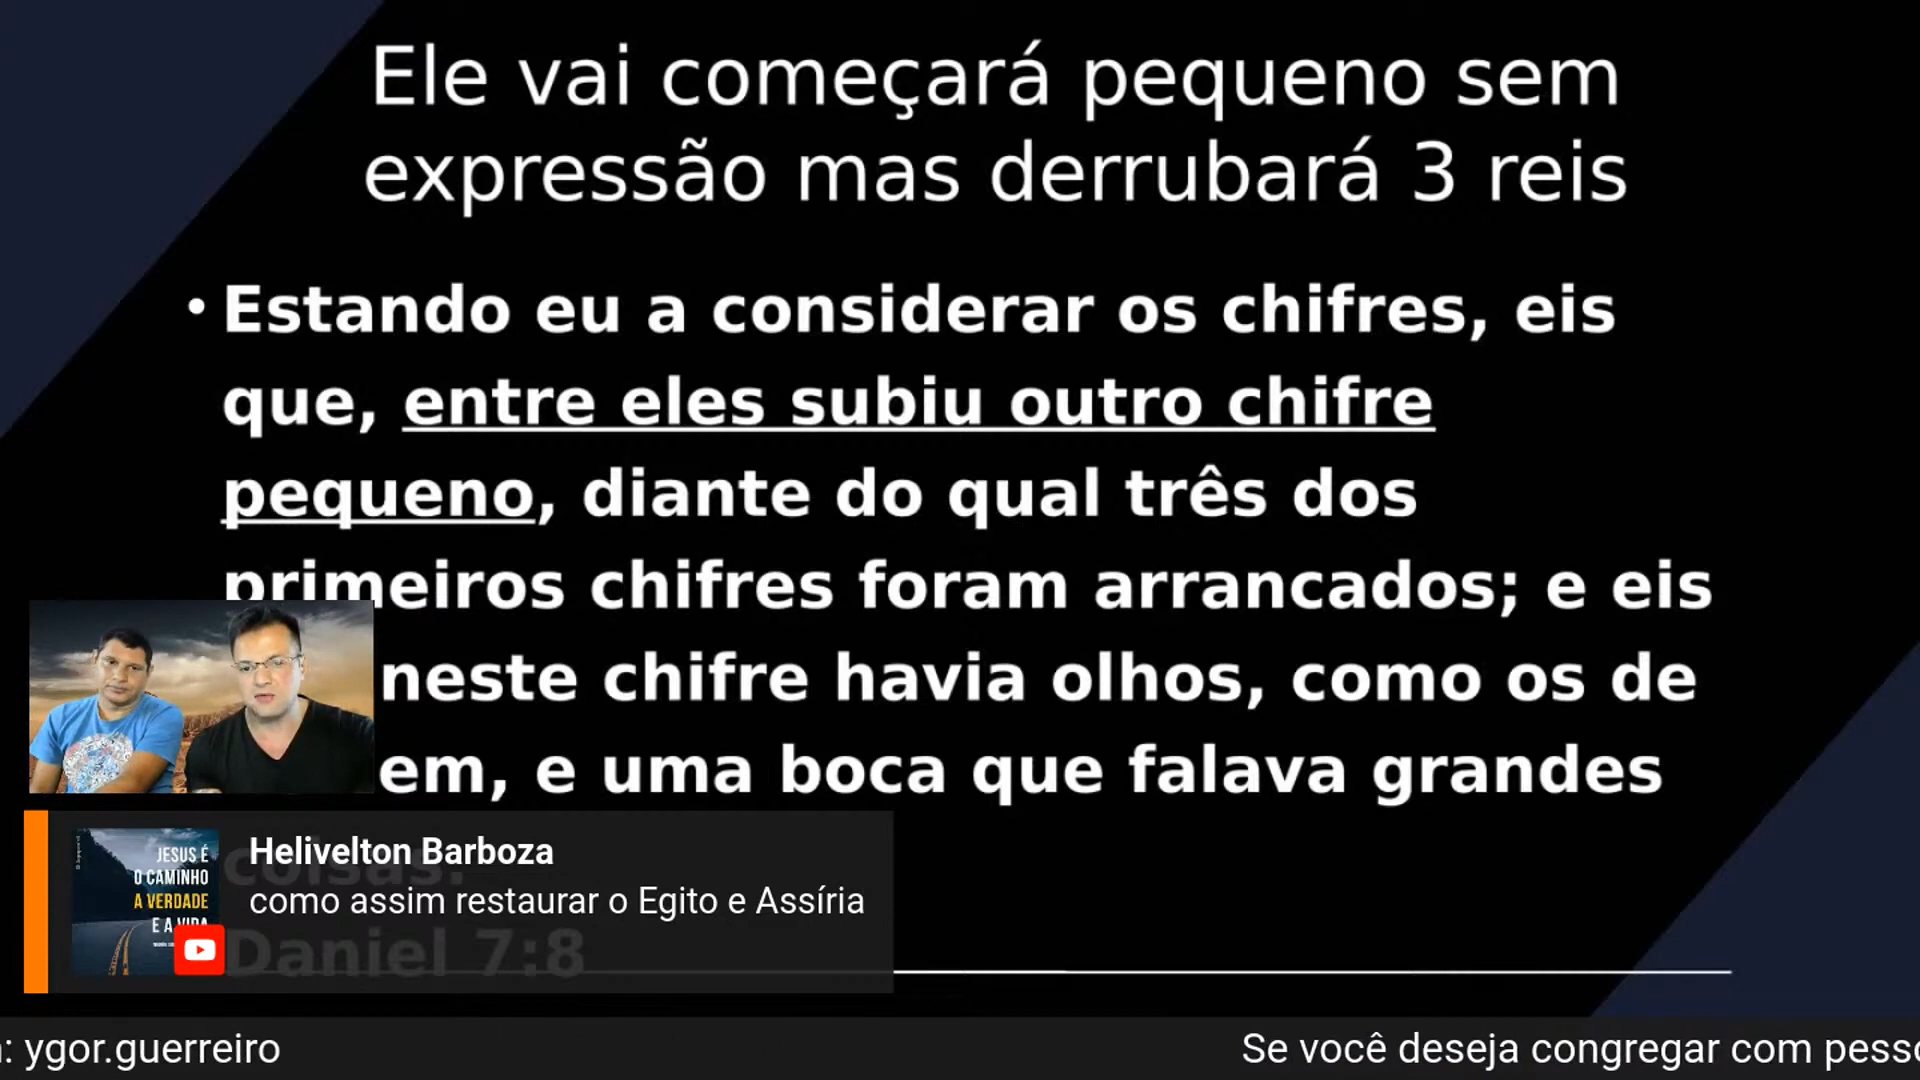 Ele vai começará pequeno sem
expressão mas derrubará 3 reis
• Estando eu a considerar os chifres, eis
que, entre eles subiu outro chifre
pequeno, diante do qual três dos
primeiros chifres foram arrancados; e eis
neste chifre havia olhos, como os de
em, e uma boca que falava grandes
coisas.
Daniel 7:8
JESUS É
O CAMINHO
A VERDADE
E A VIDA
Helivelton Barboza
como assim restaurar o Egito e Assíria
: ygor.guerreiro
Se você deseja congregar com pesso